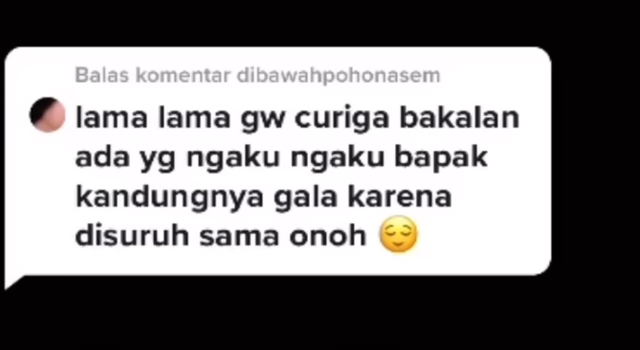 Balas komentar dibawahpohonasem
lama lama gw curiga bakalan
ada yg ngaku ngaku bapak
kandungnya gala karena
disuruh sama onoh 😌